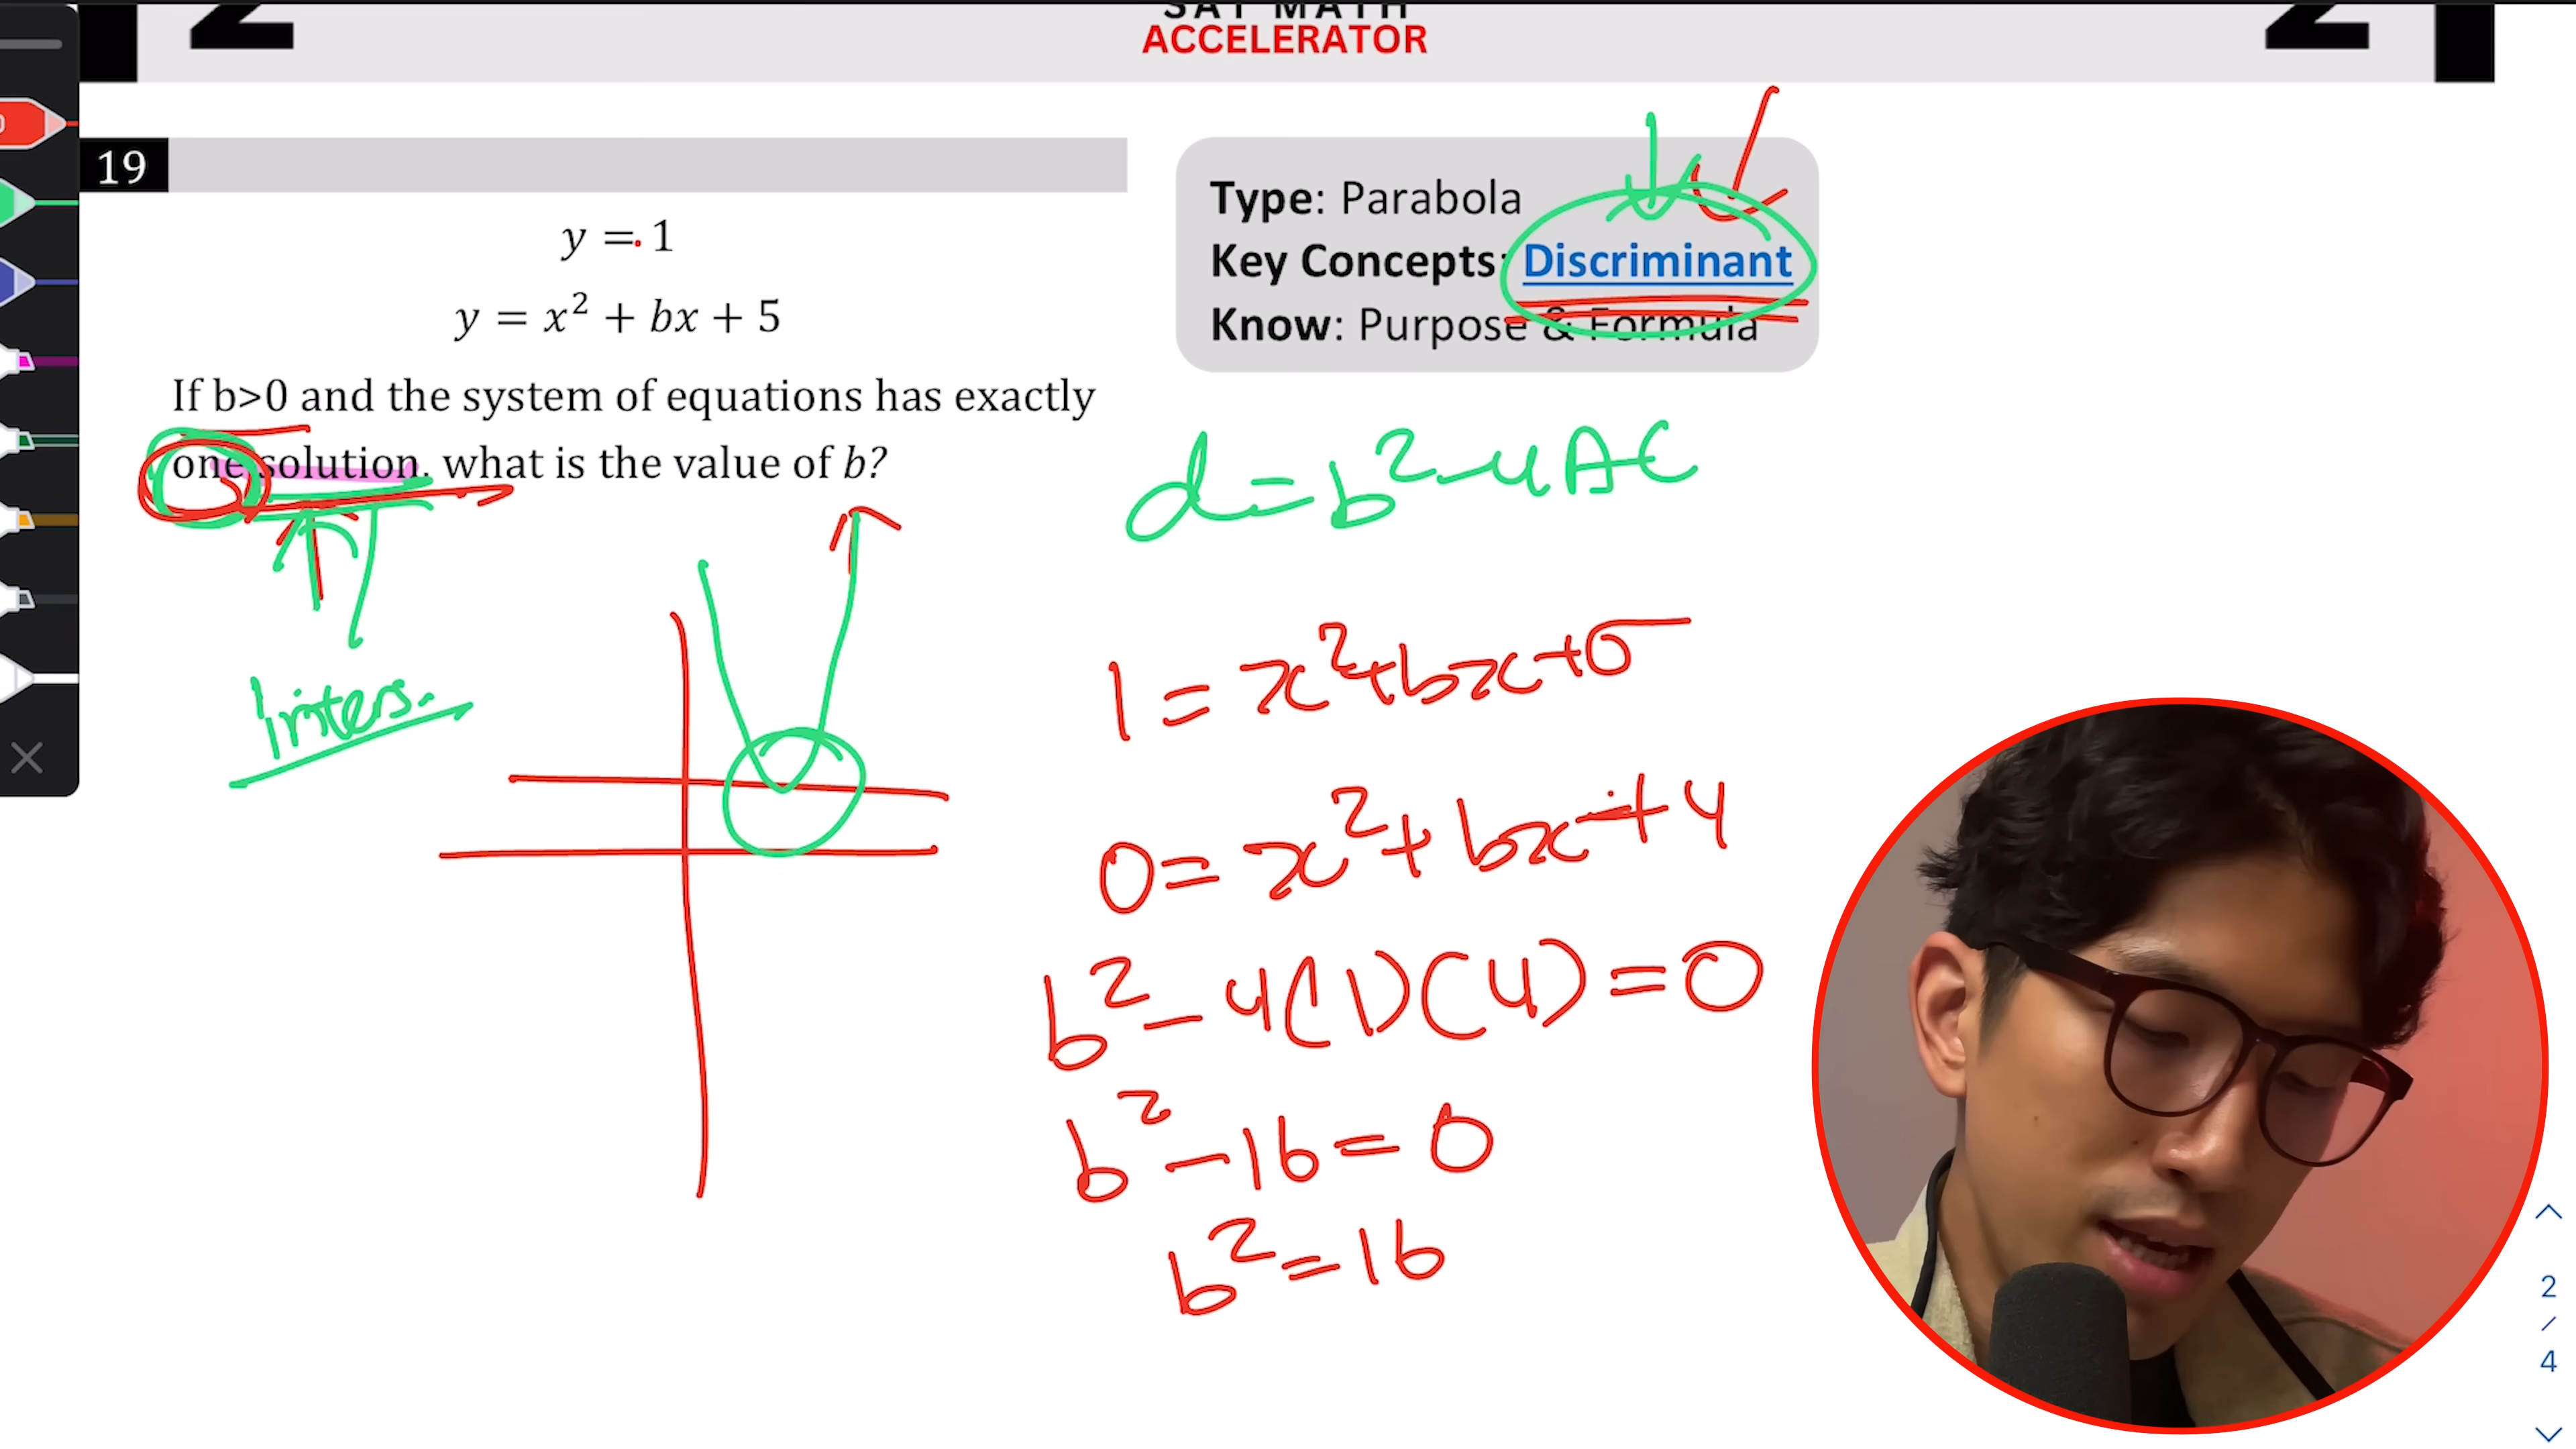 SAT MATH
ACCELERATOR
19
y = 1
y = x² + bx + 5
If b>0 and the system of equations has exactly
one solution. what is the value of b?
Type: Parabola
Key Concepts: Discriminant
Know: Purpose & Formula
d = b² - 4AC
1 inters.
1 = x² + bx + 5
0 = x² + bx + 4
b² - 4(1)(4) = 0
b² - 16 = 0
b² = 16
2
/
4